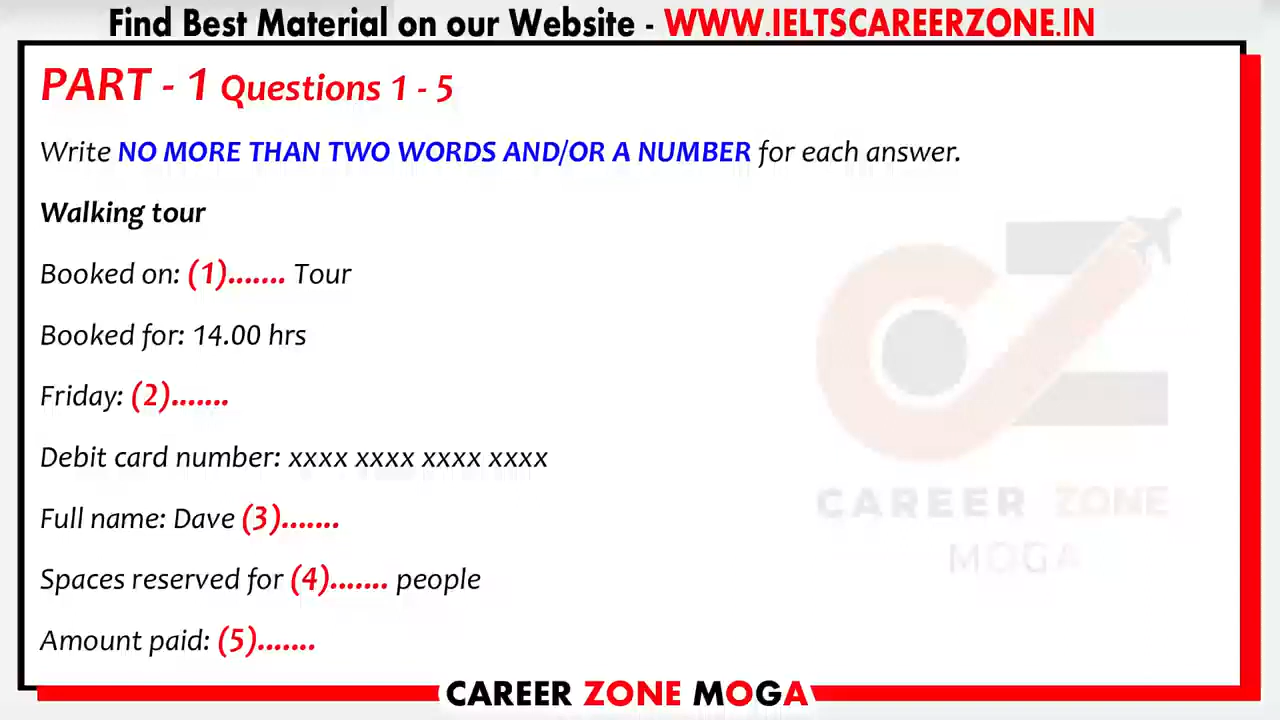 Find Best Material on our Website - WWW.IELTSCAREERZONE.IN
PART - 1 Questions 1 - 5
Write NO MORE THAN TWO WORDS AND/OR A NUMBER for each answer.
Walking tour
Booked on: (1)....... Tour
Booked for: 14.00 hrs
Friday: (2).......
Debit card number: xxxx xxxx xxxx xxxx
Full name: Dave (3).......
Spaces reserved for (4)....... people
Amount paid: (5).......
CAREER ZONE
MOGA
CAREER ZONE MOGA